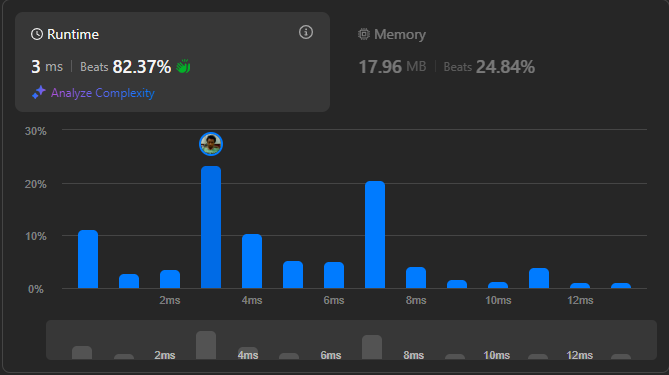 Runtime
3 ms | Beats 82.37%
Analyze Complexity
Memory
17.96 MB | Beats 24.84%
30%
20%
10%
0%
2ms 4ms 6ms 8ms 10ms 12ms
2ms 4ms 6ms 8ms 10ms 12ms